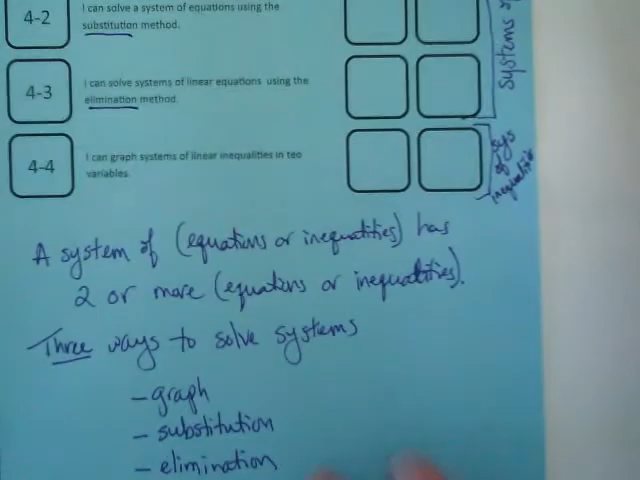 4-2
I can solve a system of equations using the
substitution method.
4-3
I can solve systems of linear equations using the
elimination method.
4-4
I can graph systems of linear inequalities in teo
variables.
systems
sys
of
inequalities
A system of (equations or inequalities) has
2 or more (equations or inequalities).
Three ways to solve systems
- graph
- substitution
- elimination